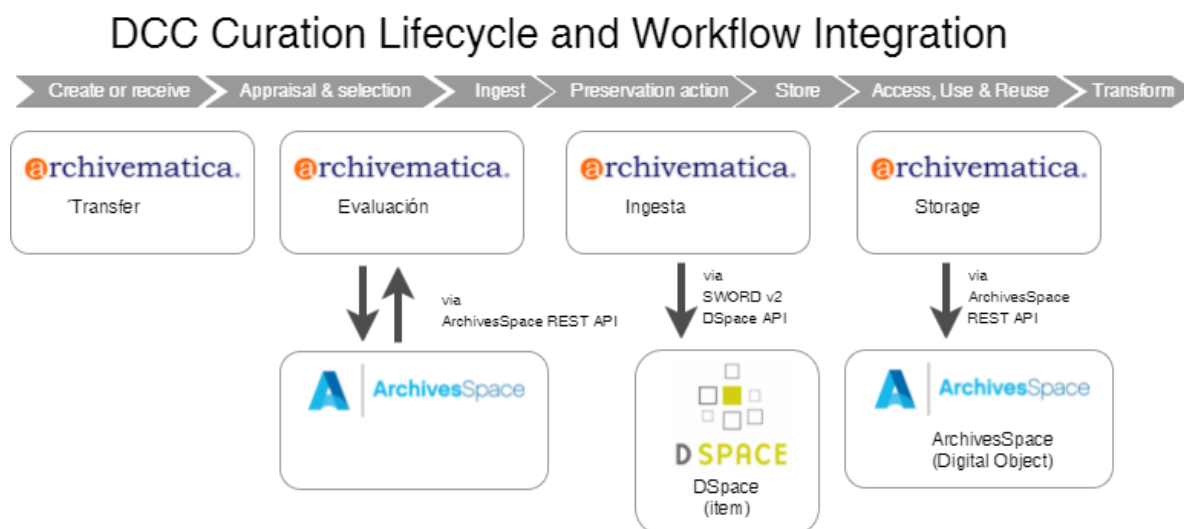 DCC Curation Lifecycle and Workflow Integration
Create or receive
Appraisal & selection
Ingest
Preservation action
Store
Access, Use & Reuse
Transform
archivematica.
´Transfer
archivematica.
Evaluación
archivematica.
Ingesta
archivematica.
Storage
via
ArchivesSpace REST API
via
SWORD v2
DSpace API
via
ArchivesSpace
REST API
ArchivesSpace
DSPACE
DSpace
(item)
ArchivesSpace
ArchivesSpace
(Digital Object)